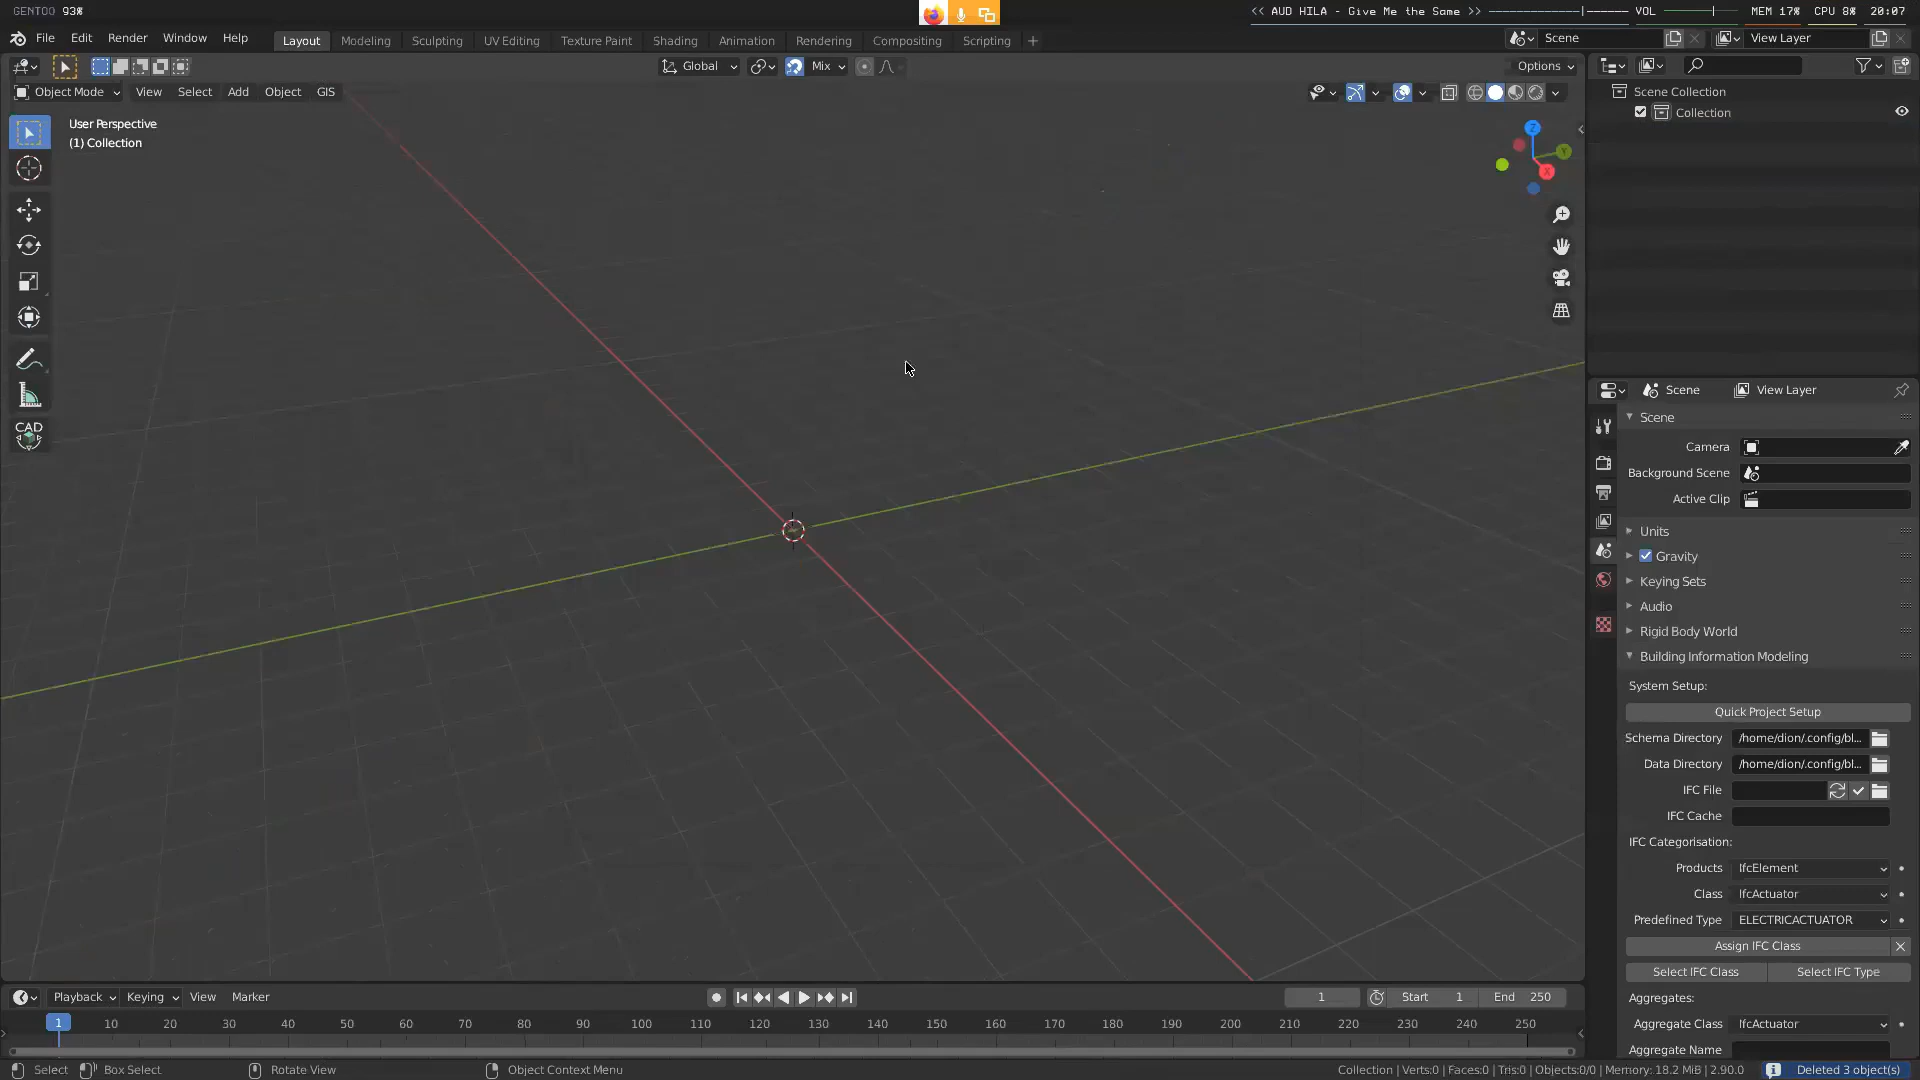 GENTOO 93%
<< AUD HILA - Give Me the Same >> VOL MEM 17% CPU 8% 20:07
File Edit Render Window Help Layout Modeling Sculpting UV Editing Texture Paint Shading Animation Rendering Compositing Scripting + Scene View Layer
Global Mix Options
Object Mode View Select Add Object GIS
User Perspective
(1) Collection
Z
Y
X
CAD
Scene Collection
Collection
Scene View Layer
Scene
Camera
Background Scene
Active Clip
Units
Gravity
Keying Sets
Audio
Rigid Body World
Building Information Modeling
System Setup:
Quick Project Setup
Schema Directory /home/dion/.config/bl...
Data Directory /home/dion/.config/bl...
IFC File
IFC Cache
IFC Categorisation:
Products IfcElement
Class IfcActuator
Predefined Type ELECTRICACTUATOR
Assign IFC Class
Select IFC Class Select IFC Type
Aggregates:
Aggregate Class IfcActuator
Aggregate Name
Playback Keying View Marker 1 Start 1 End 250
1 10 20 30 40 50 60 70 80 90 100 110 120 130 140 150 160 170 180 190 200 210 220 230 240 250
Select Box Select Rotate View Object Context Menu Collection | Verts:0 | Faces:0 | Tris:0 | Objects:0/0 | Memory: 18.2 MiB | 2.90.0 Deleted 3 object(s)